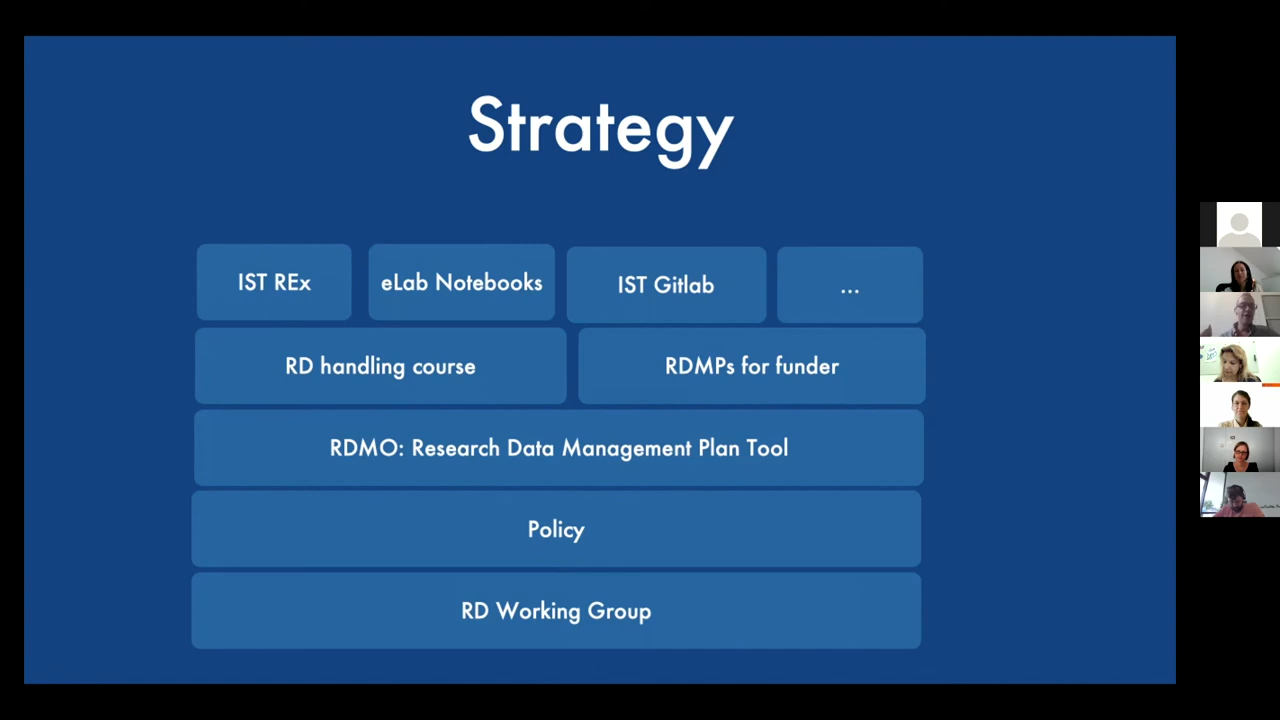 Strategy
IST REx
eLab Notebooks
IST Gitlab
...
RD handling course
RDMPs for funder
RDMO: Research Data Management Plan Tool
Policy
RD Working Group